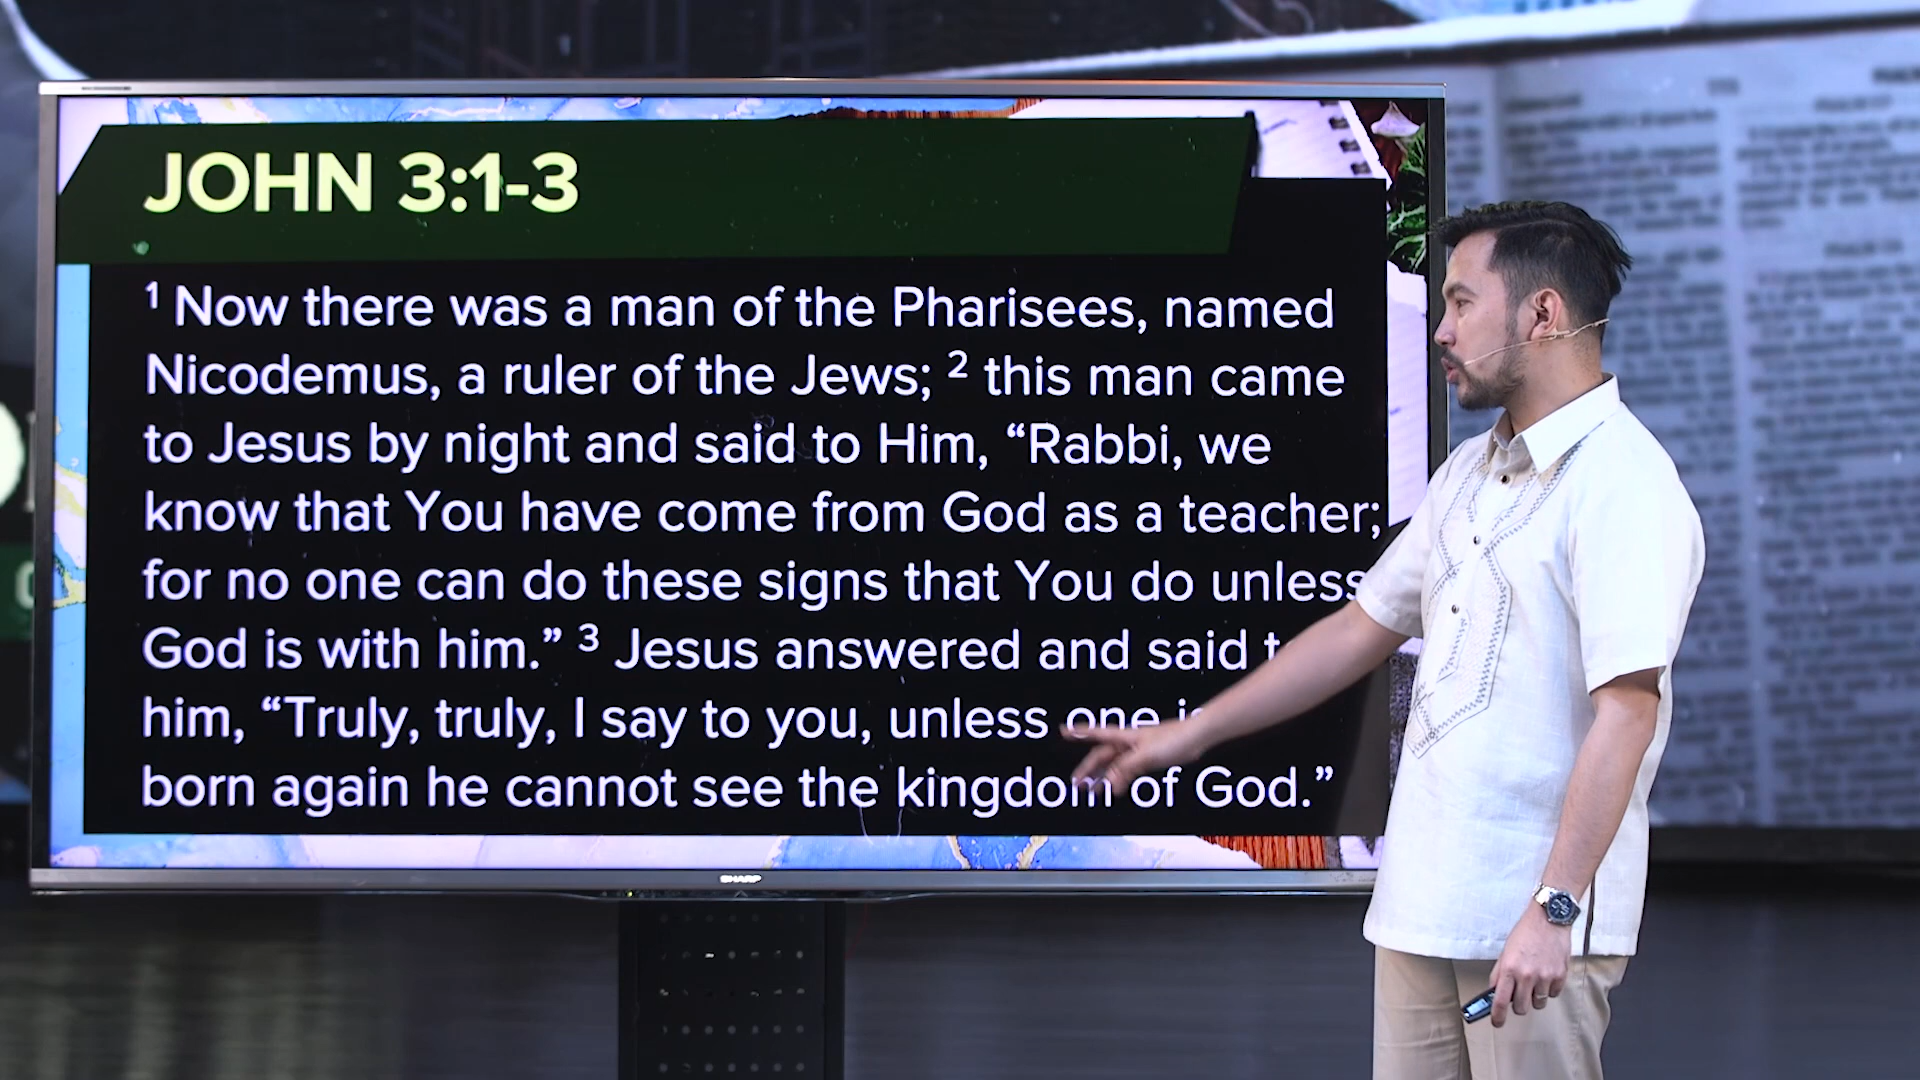 JOHN 3:1-3
1 Now there was a man of the Pharisees, named
Nicodemus, a ruler of the Jews; 2 this man came
to Jesus by night and said to Him, “Rabbi, we
know that You have come from God as a teacher;
for no one can do these signs that You do unless
God is with him.” 3 Jesus answered and said
him, “Truly, truly, I say to you, unless one is
born again he cannot see the kingdom of God.”
SHARP